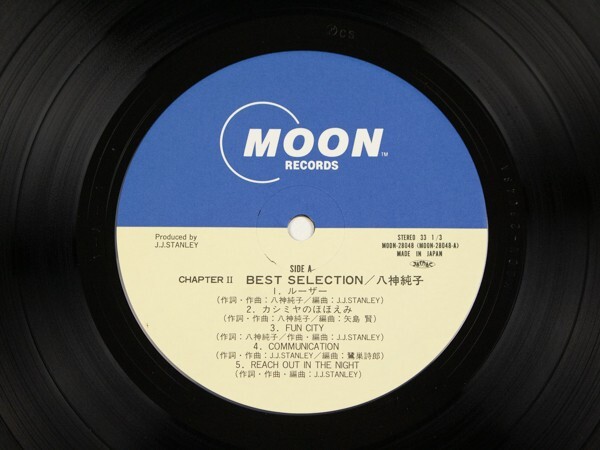 MOON TM
RECORDS
Produced by
J.J.STANLEY
STEREO 33 1/3
MOON-28048 (MOON-28048-A)
MADE IN JAPAN
JASRAC
SIDE A
CHAPTER II BEST SELECTION/八神純子
1. ルーザー
(作詞・作曲:八神純子/編曲:J.J.STANLEY)
2. カシミヤのほほえみ
(作詞・作曲:八神純子/編曲:矢島 賢)
3. FUN CITY
(作詞:八神純子/作曲・編曲:J.J.STANLEY)
4. COMMUNICATION
(作詞・作曲:J.J.STANLEY/編曲:鷺巣詩郎)
5. REACH OUT IN THE NIGHT
(作詞・作曲・編曲:J.J.STANLEY)